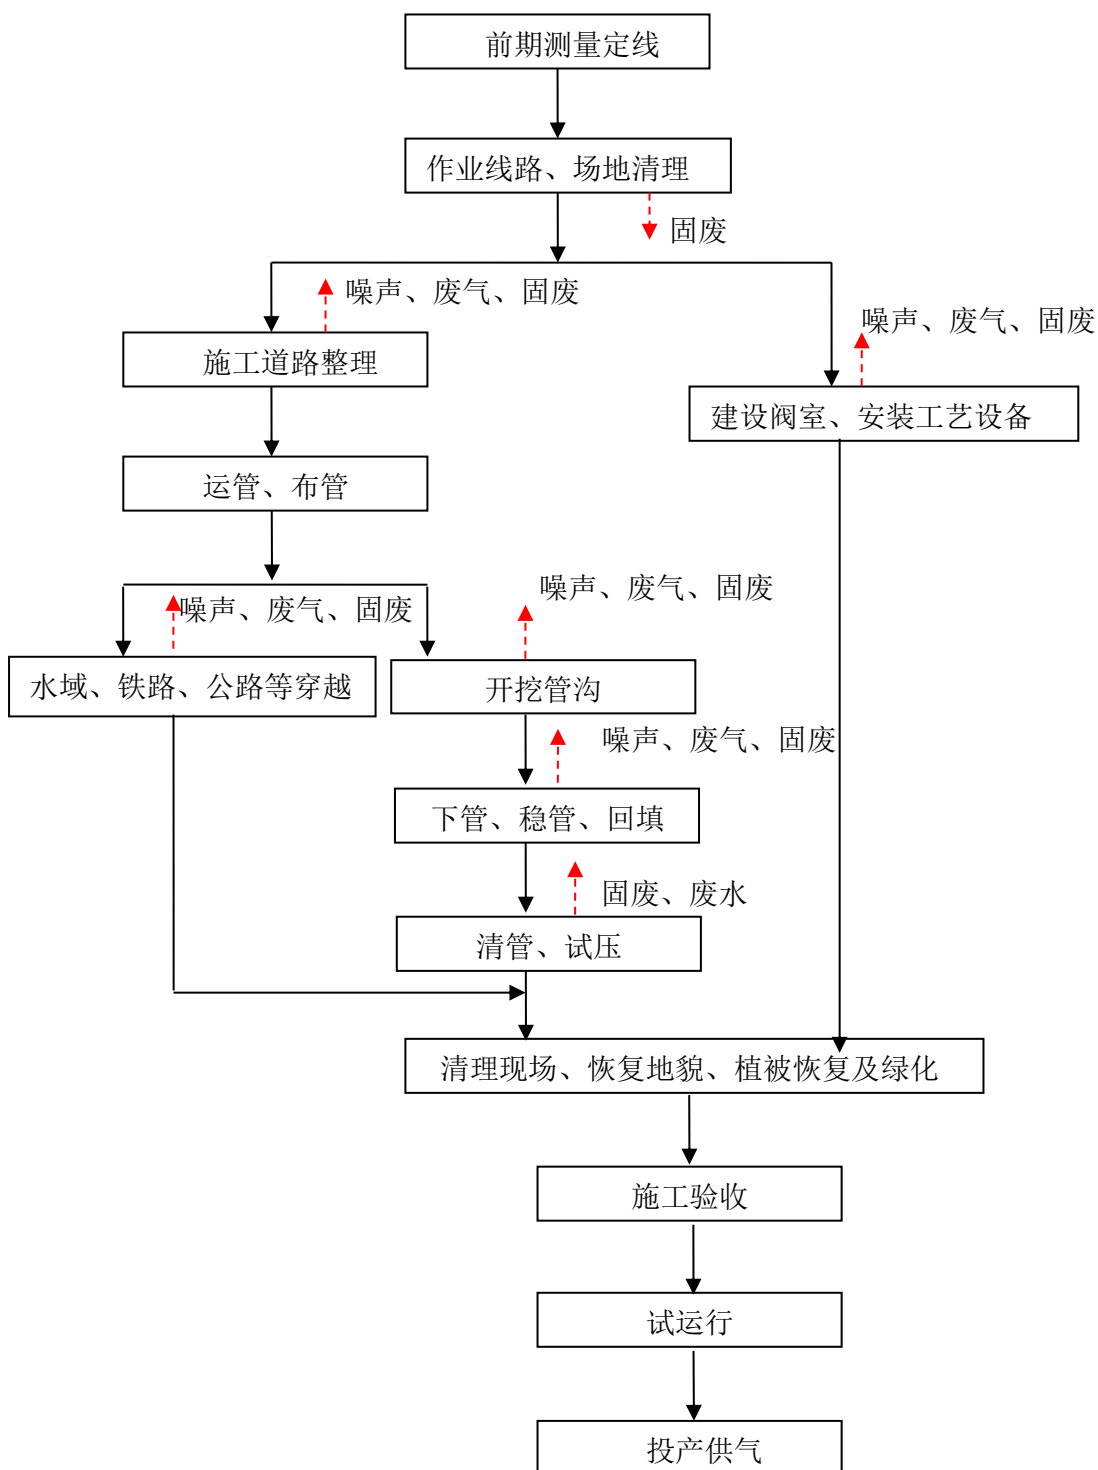 前期测量定线
作业线路、场地清理
固废
噪声、废气、固废
噪声、废气、固废
施工道路整理
建设阀室、安装工艺设备
运管、布管
噪声、废气、固废
噪声、废气、固废
水域、铁路、公路等穿越
开挖管沟
噪声、废气、固废
下管、稳管、回填
固废、废水
清管、试压
清理现场、恢复地貌、植被恢复及绿化
施工验收
试运行
投产供气